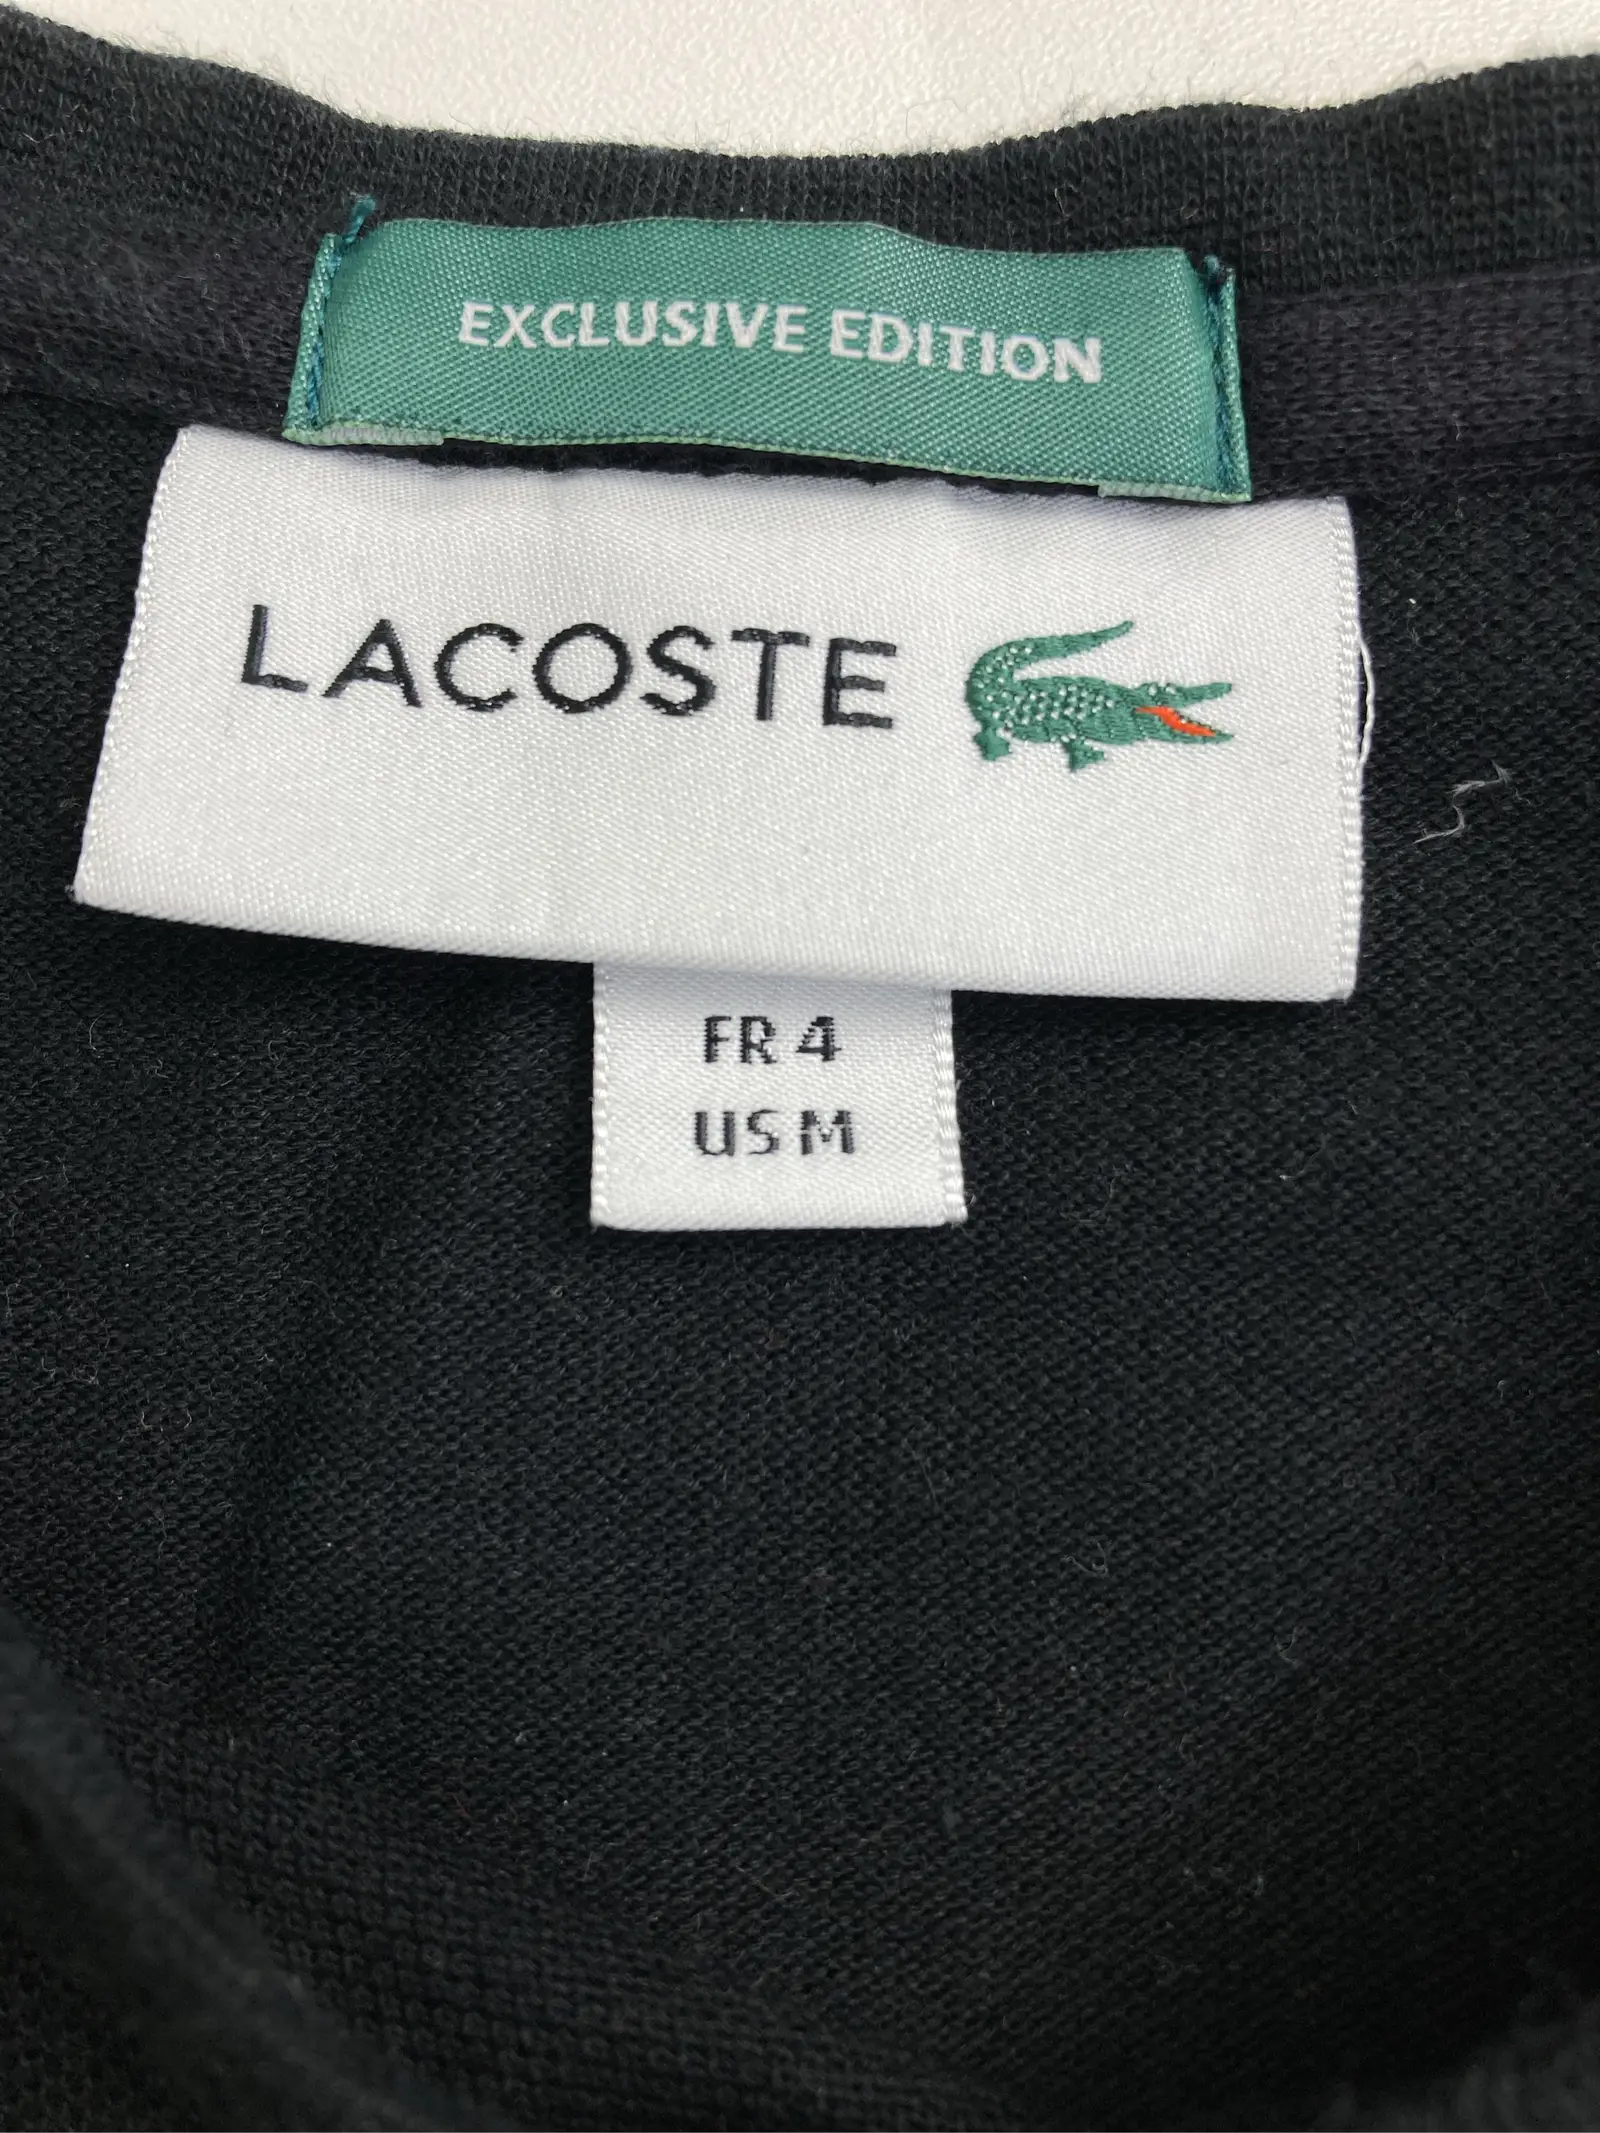 EXCLUSIVE EDITION
LACOSTE
FR 4
US M